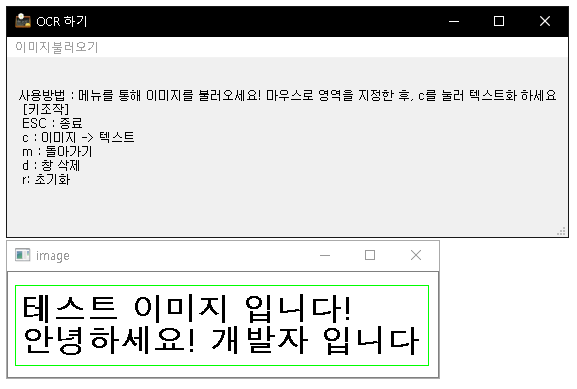 OCR 하기
이미지불러오기
사용방법 : 메뉴를 통해 이미지를 불러오세요! 마우스로 영역을 지정한 후, c를 눌러 텍스트화 하세요
[키조작]
ESC : 종료
c : 이미지 -> 텍스트
m : 돌아가기
d : 창 삭제
r: 초기화
image
테스트 이미지 입니다!
안녕하세요! 개발자 입니다